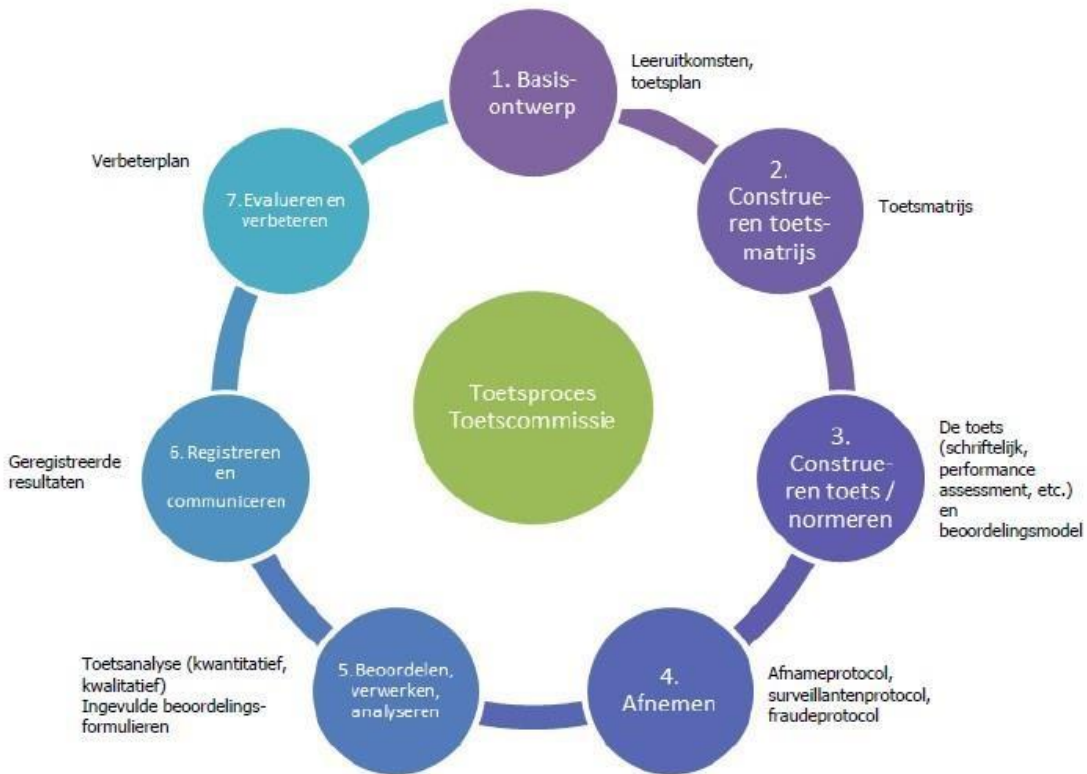 1. Basis-
ontwerp
Leeruitkomsten,
toetsplan
2.
Construe-
ren toets-
matrijs
Toetsmatrijs
3.
Construe-
ren toets /
normeren
De toets
(schriftelijk,
performance
assessment, etc.)
en
beoordelingsmodel
4.
Afnemen
Afnameprotocol,
surveillantenprotocol,
fraudeprotocol
5. Beoordelen,
verwerken,
analyseren
Toetsanalyse (kwantitatief,
kwalitatief)
Ingevulde beoordelings-
formulieren
6. Registreren
en
communiceren
Geregistreerde
resultaten
7. Evalueren en
verbeteren
Verbeterplan
Toetsproces
Toetscommissie